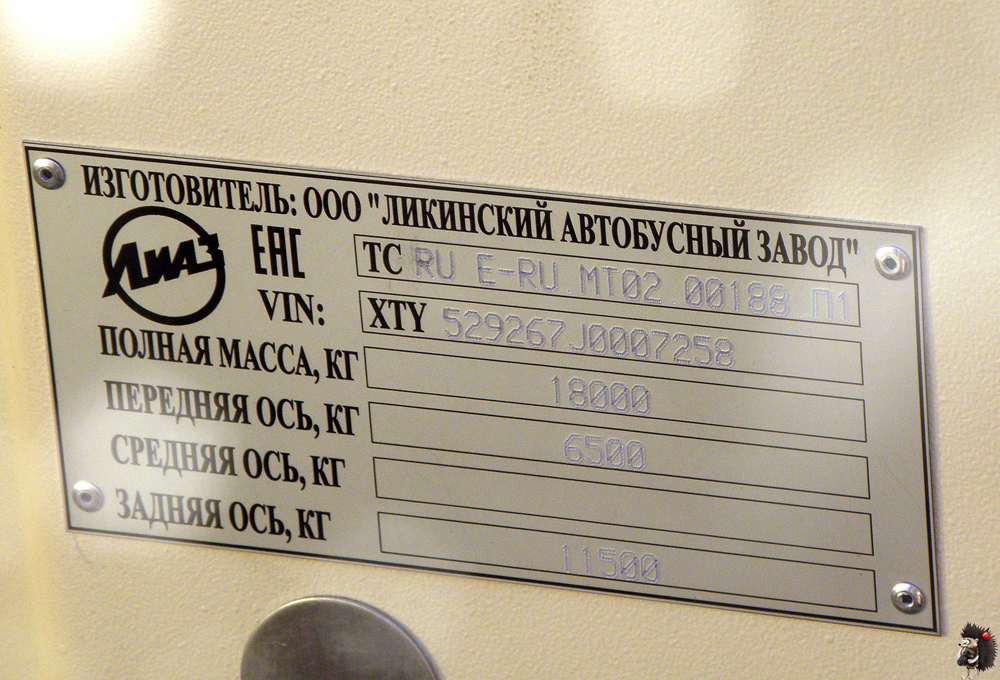 ИЗГОТОВИТЕЛЬ: ООО "ЛИКИНСКИЙ АВТОБУСНЫЙ ЗАВОД"
ЛиАЗ EAC ТС RU E-RU.МТ02.00188.П1
VIN: XTY 529267J0007258
ПОЛНАЯ МАССА, КГ 18000
ПЕРЕДНЯЯ ОСЬ, КГ 6500
СРЕДНЯЯ ОСЬ, КГ
ЗАДНЯЯ ОСЬ, КГ 11500